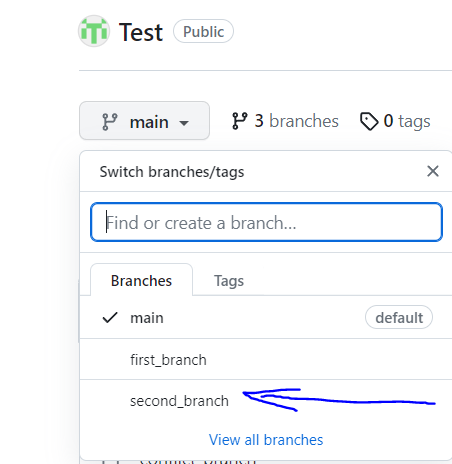 Test Public
main 3 branches 0 tags
Switch branches/tags
Find or create a branch...
Branches Tags
main default
first_branch
second_branch
View all branches